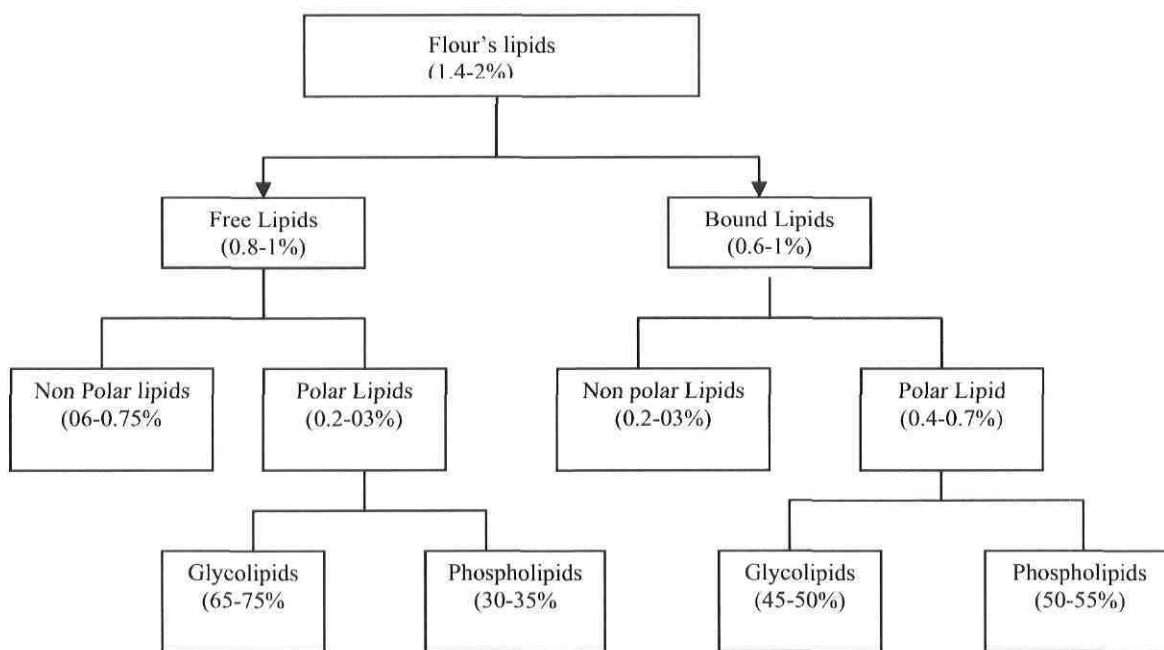 Flour's lipids
(1.4-2%)
Free Lipids
(0.8-1%)
Bound Lipids
(0.6-1%)
Non Polar lipids
(06-0.75%
Polar Lipids
(0.2-03%)
Non polar Lipids
(0.2-03%)
Polar Lipid
(0.4-0.7%)
Glycolipids
(65-75%
Phospholipids
(30-35%
Glycolipids
(45-50%)
Phospholipids
(50-55%)